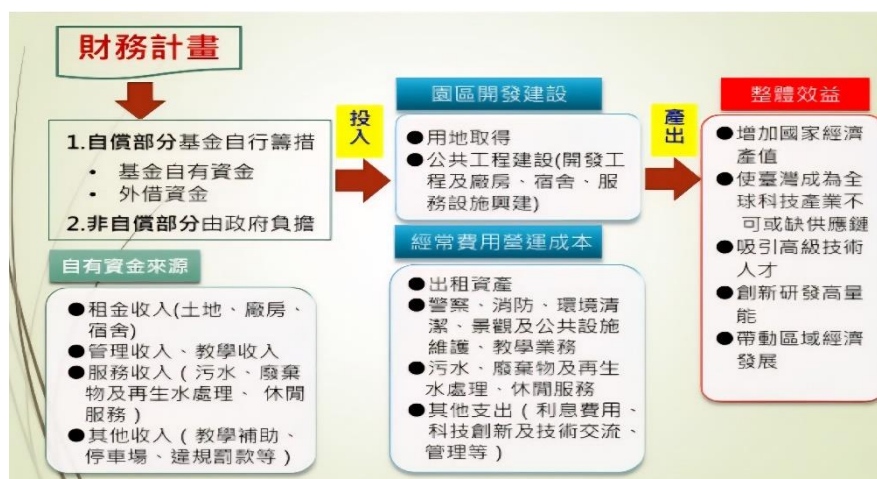 財務計畫
1.自償部分基金自行籌措
• 基金自有資金
• 外借資金
2.非自償部分由政府負擔
自有資金來源
●租金收入(土地、廠房、
宿舍)
●管理收入、教學收入
●服務收入(污水、廢棄
物及再生水處理、 休閒
服務)
●其他收入(教學補助、
停車場、違規罰款等)
投
入
園區開發建設
●用地取得
●公共工程建設(開發工
程及廠房、宿舍、服
務設施興建)
經常費用營運成本
●出租資產
●警察、消防、環境清
潔、景觀及公共設施
維護、教學業務
●污水、廢棄物及再生
水處理、休閒服務
●其他支出(利息費用、
科技創新及技術交流、
管理等)
產
出
整體效益
●增加國家經濟
產值
●使臺灣成為全
球科技產業不
可或缺供應鏈
●吸引高級技術
人才
●創新研發高量
能
●帶動區域經濟
發展